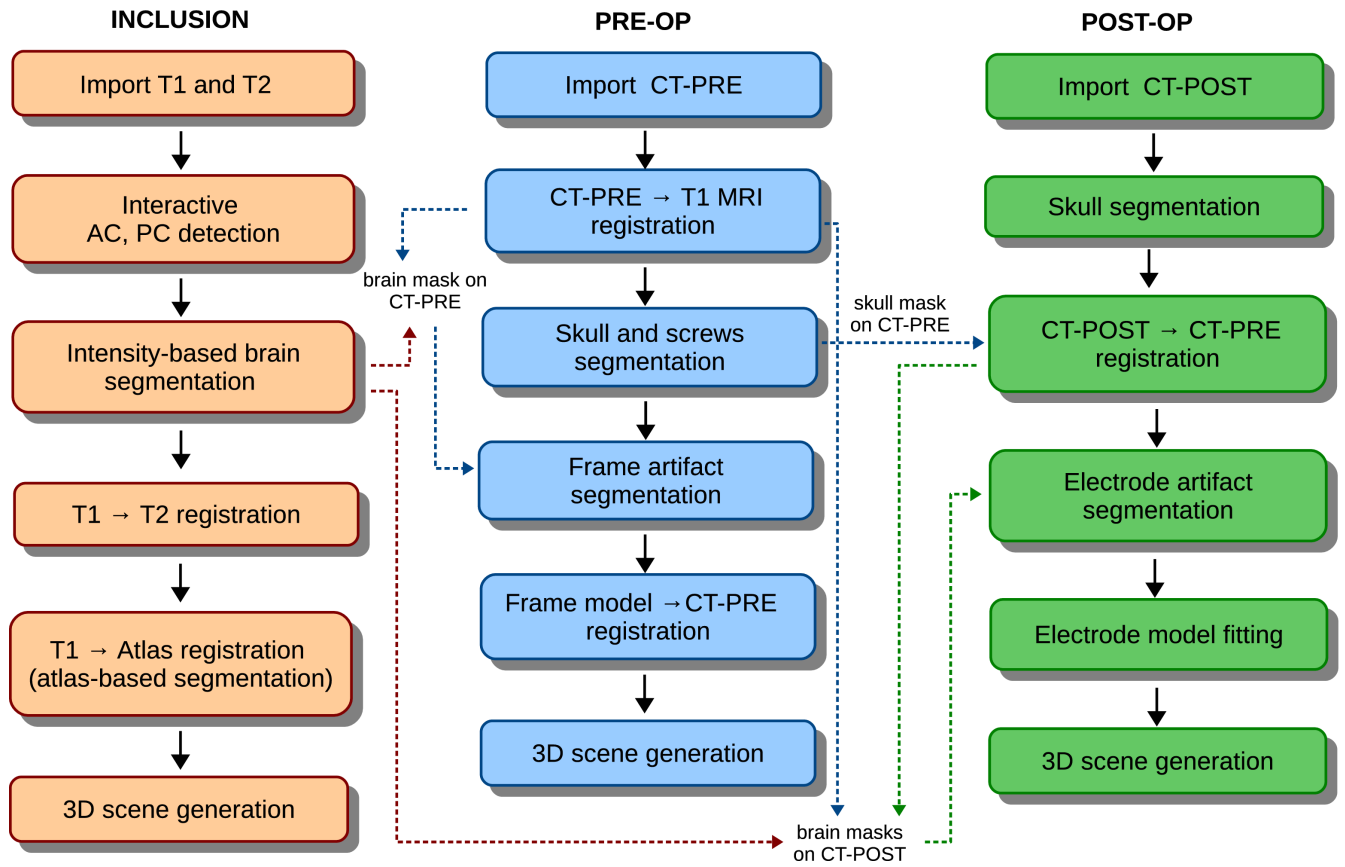 INCLUSION
Import T1 and T2
Interactive
AC, PC detection
Intensity-based brain
segmentation
T1 → T2 registration
T1 → Atlas registration
(atlas-based segmentation)
3D scene generation
brain mask on
CT-PRE
PRE-OP
Import CT-PRE
CT-PRE → T1 MRI
registration
Skull and screws
segmentation
Frame artifact
segmentation
Frame model →CT-PRE
registration
3D scene generation
skull mask
on CT-PRE
brain masks
on CT-POST
POST-OP
Import CT-POST
Skull segmentation
CT-POST → CT-PRE
registration
Electrode artifact
segmentation
Electrode model fitting
3D scene generation